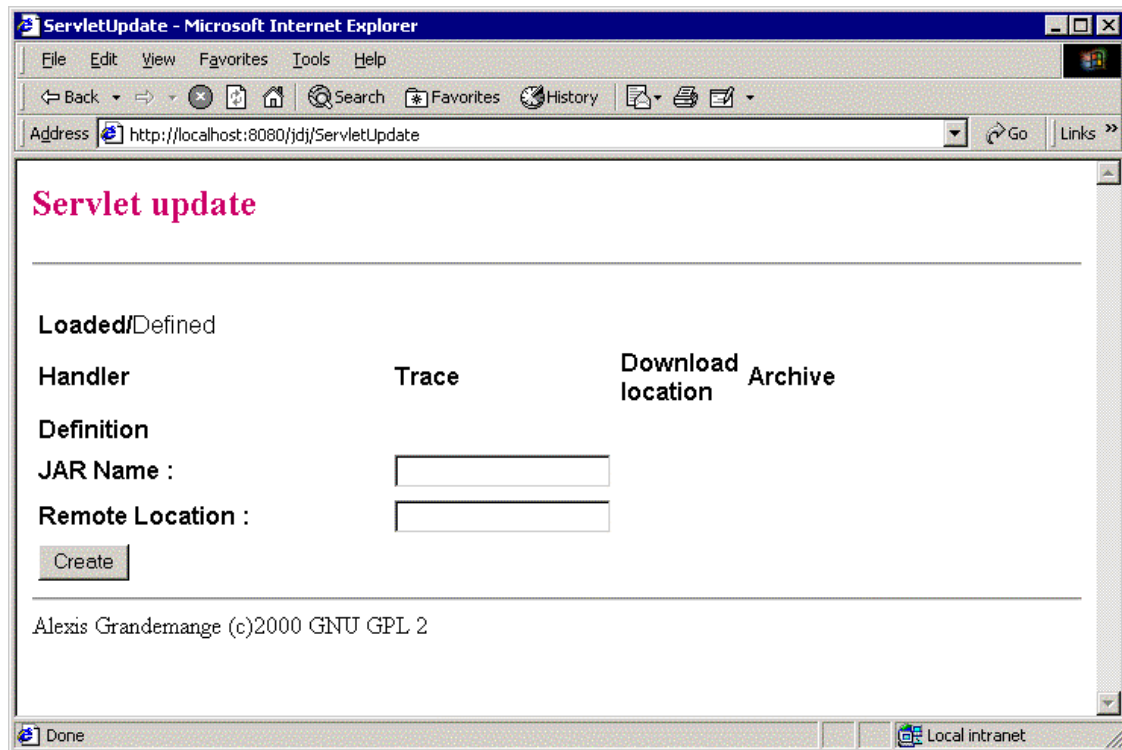 ServletUpdate - Microsoft Internet Explorer
File Edit View Favorites Tools Help
Back Search Favorites History
Address http://localhost:8080/jdj/ServletUpdate Go Links »
Servlet update
Loaded/Defined
Handler Trace Download location Archive
Definition
JAR Name :
Remote Location :
Create
Alexis Grandemange (c)2000 GNU GPL 2
Done Local intranet